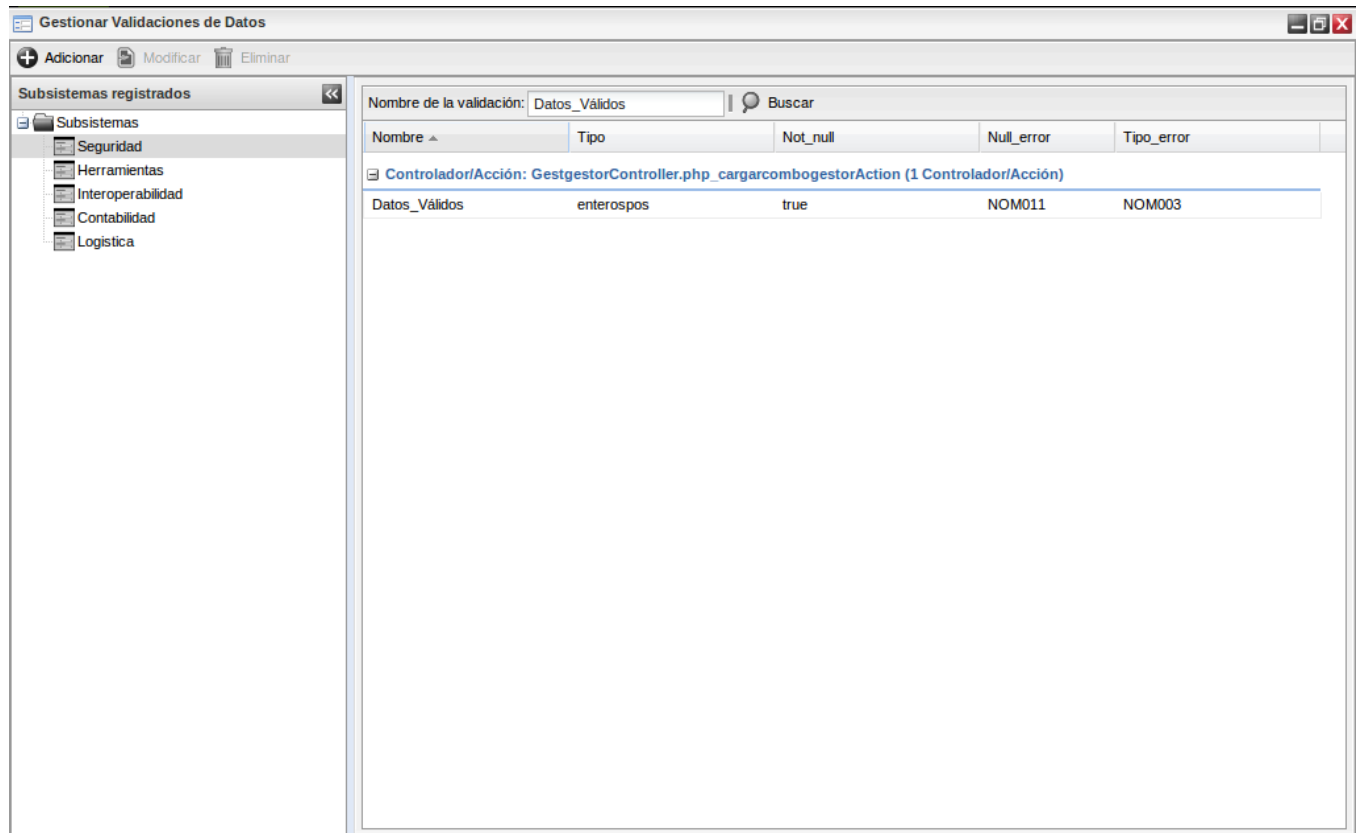 Gestionar Validaciones de Datos
Adicionar Modificar Eliminar
Subsistemas registrados
Subsistemas
Seguridad
Herramientas
Interoperabilidad
Contabilidad
Logistica
Nombre de la validación: Datos_Válidos Buscar
Nombre Tipo Not_null Null_error Tipo_error
Controlador/Acción: GestgestorController.php_cargarcombogestorAction (1 Controlador/Acción)
Datos_Válidos enterospos true NOM011 NOM003